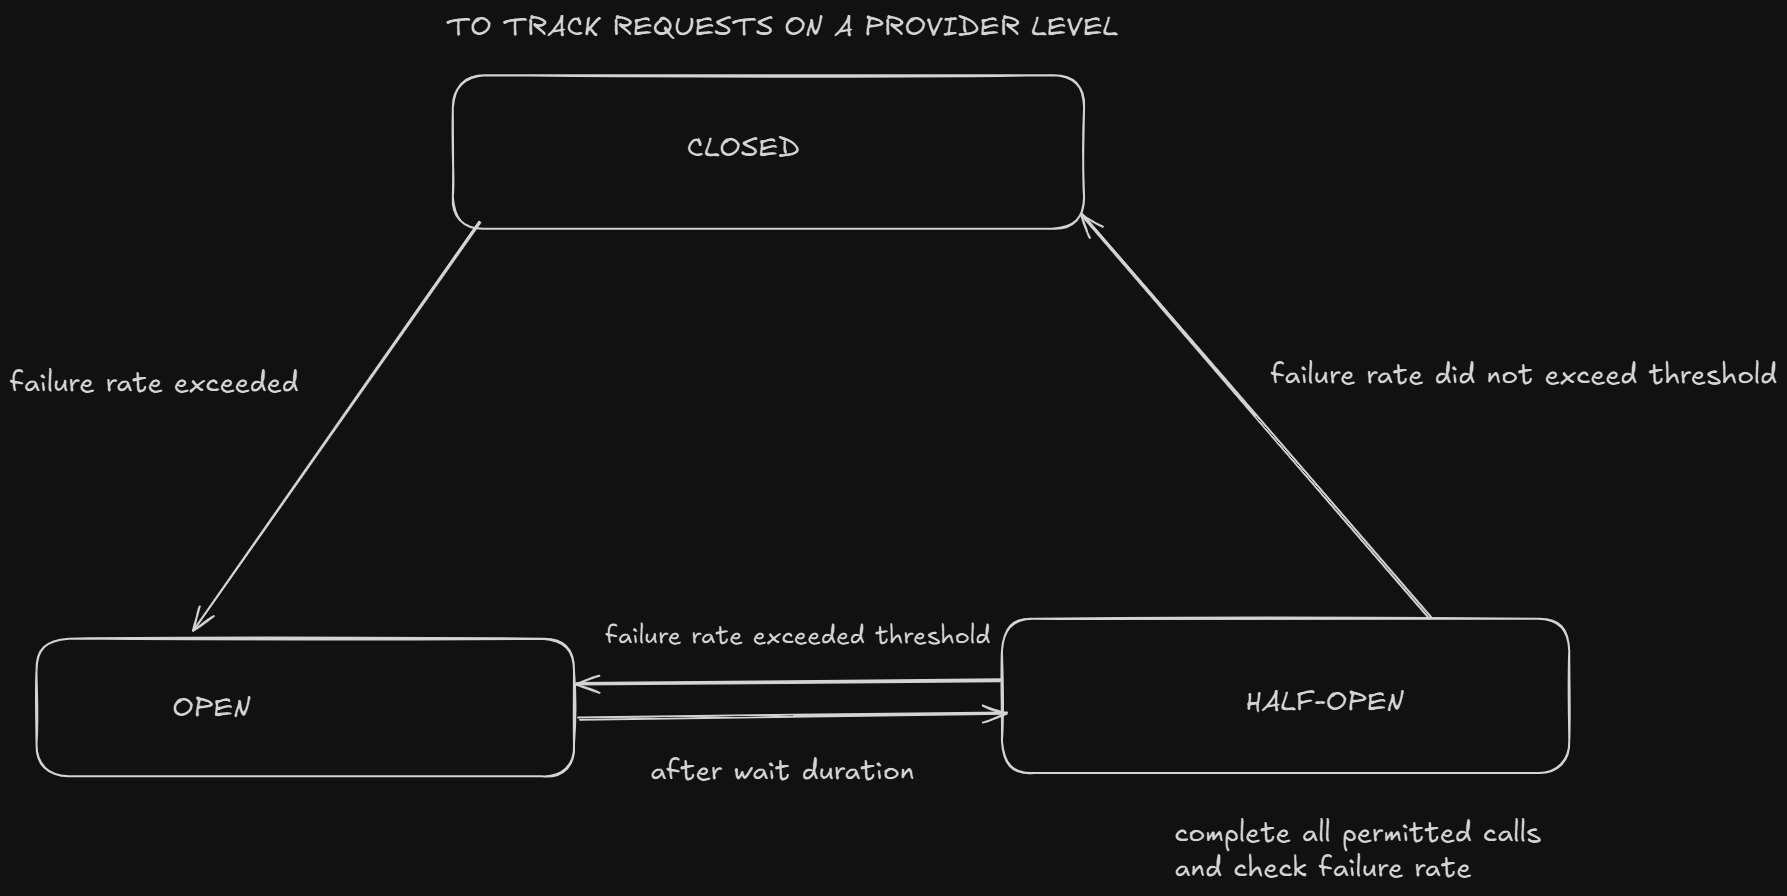 TO TRACK REQUESTS ON A PROVIDER LEVEL
CLOSED
failure rate exceeded
failure rate did not exceed threshold
failure rate exceeded threshold
OPEN
HALF-OPEN
after wait duration
complete all permitted calls
and check failure rate